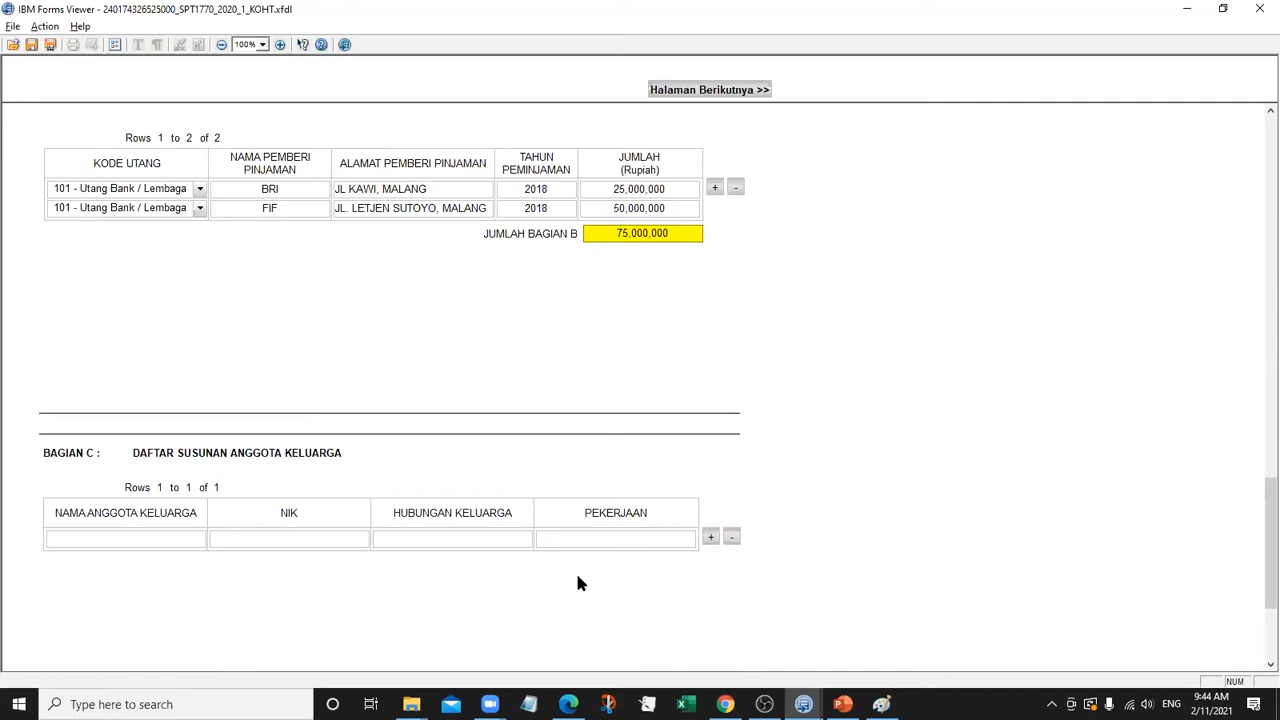 IBM Forms Viewer - 240174326525000_SPT1770_2020_1_KOHT.xfdl
File Action Help
100%
Halaman Berikutnya >>
Rows 1 to 2 of 2
KODE UTANG NAMA PEMBERI PINJAMAN ALAMAT PEMBERI PINJAMAN TAHUN PEMINJAMAN JUMLAH (Rupiah)
101 - Utang Bank / Lembaga BRI JL KAWI, MALANG 2018 25,000,000 + -
101 - Utang Bank / Lembaga FIF JL. LETJEN SUTOYO, MALANG 2018 50,000,000
JUMLAH BAGIAN B 75,000,000
BAGIAN C : DAFTAR SUSUNAN ANGGOTA KELUARGA
Rows 1 to 1 of 1
NAMA ANGGOTA KELUARGA NIK HUBUNGAN KELUARGA PEKERJAAN
+ -
NUM
Type here to search ENG 9:44 AM
2/11/2021